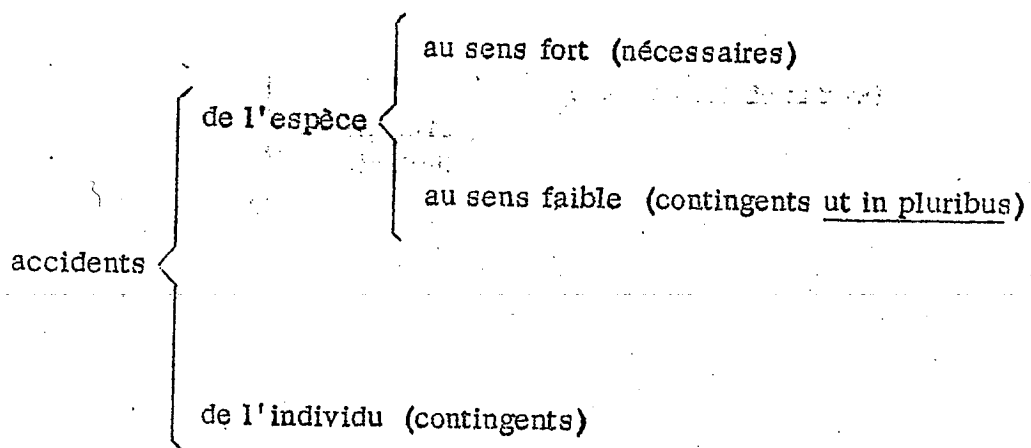 au sens fort (nécessaires)
de l'espèce
au sens faible (contingents ut in pluribus)
accidents
de l'individu (contingents)